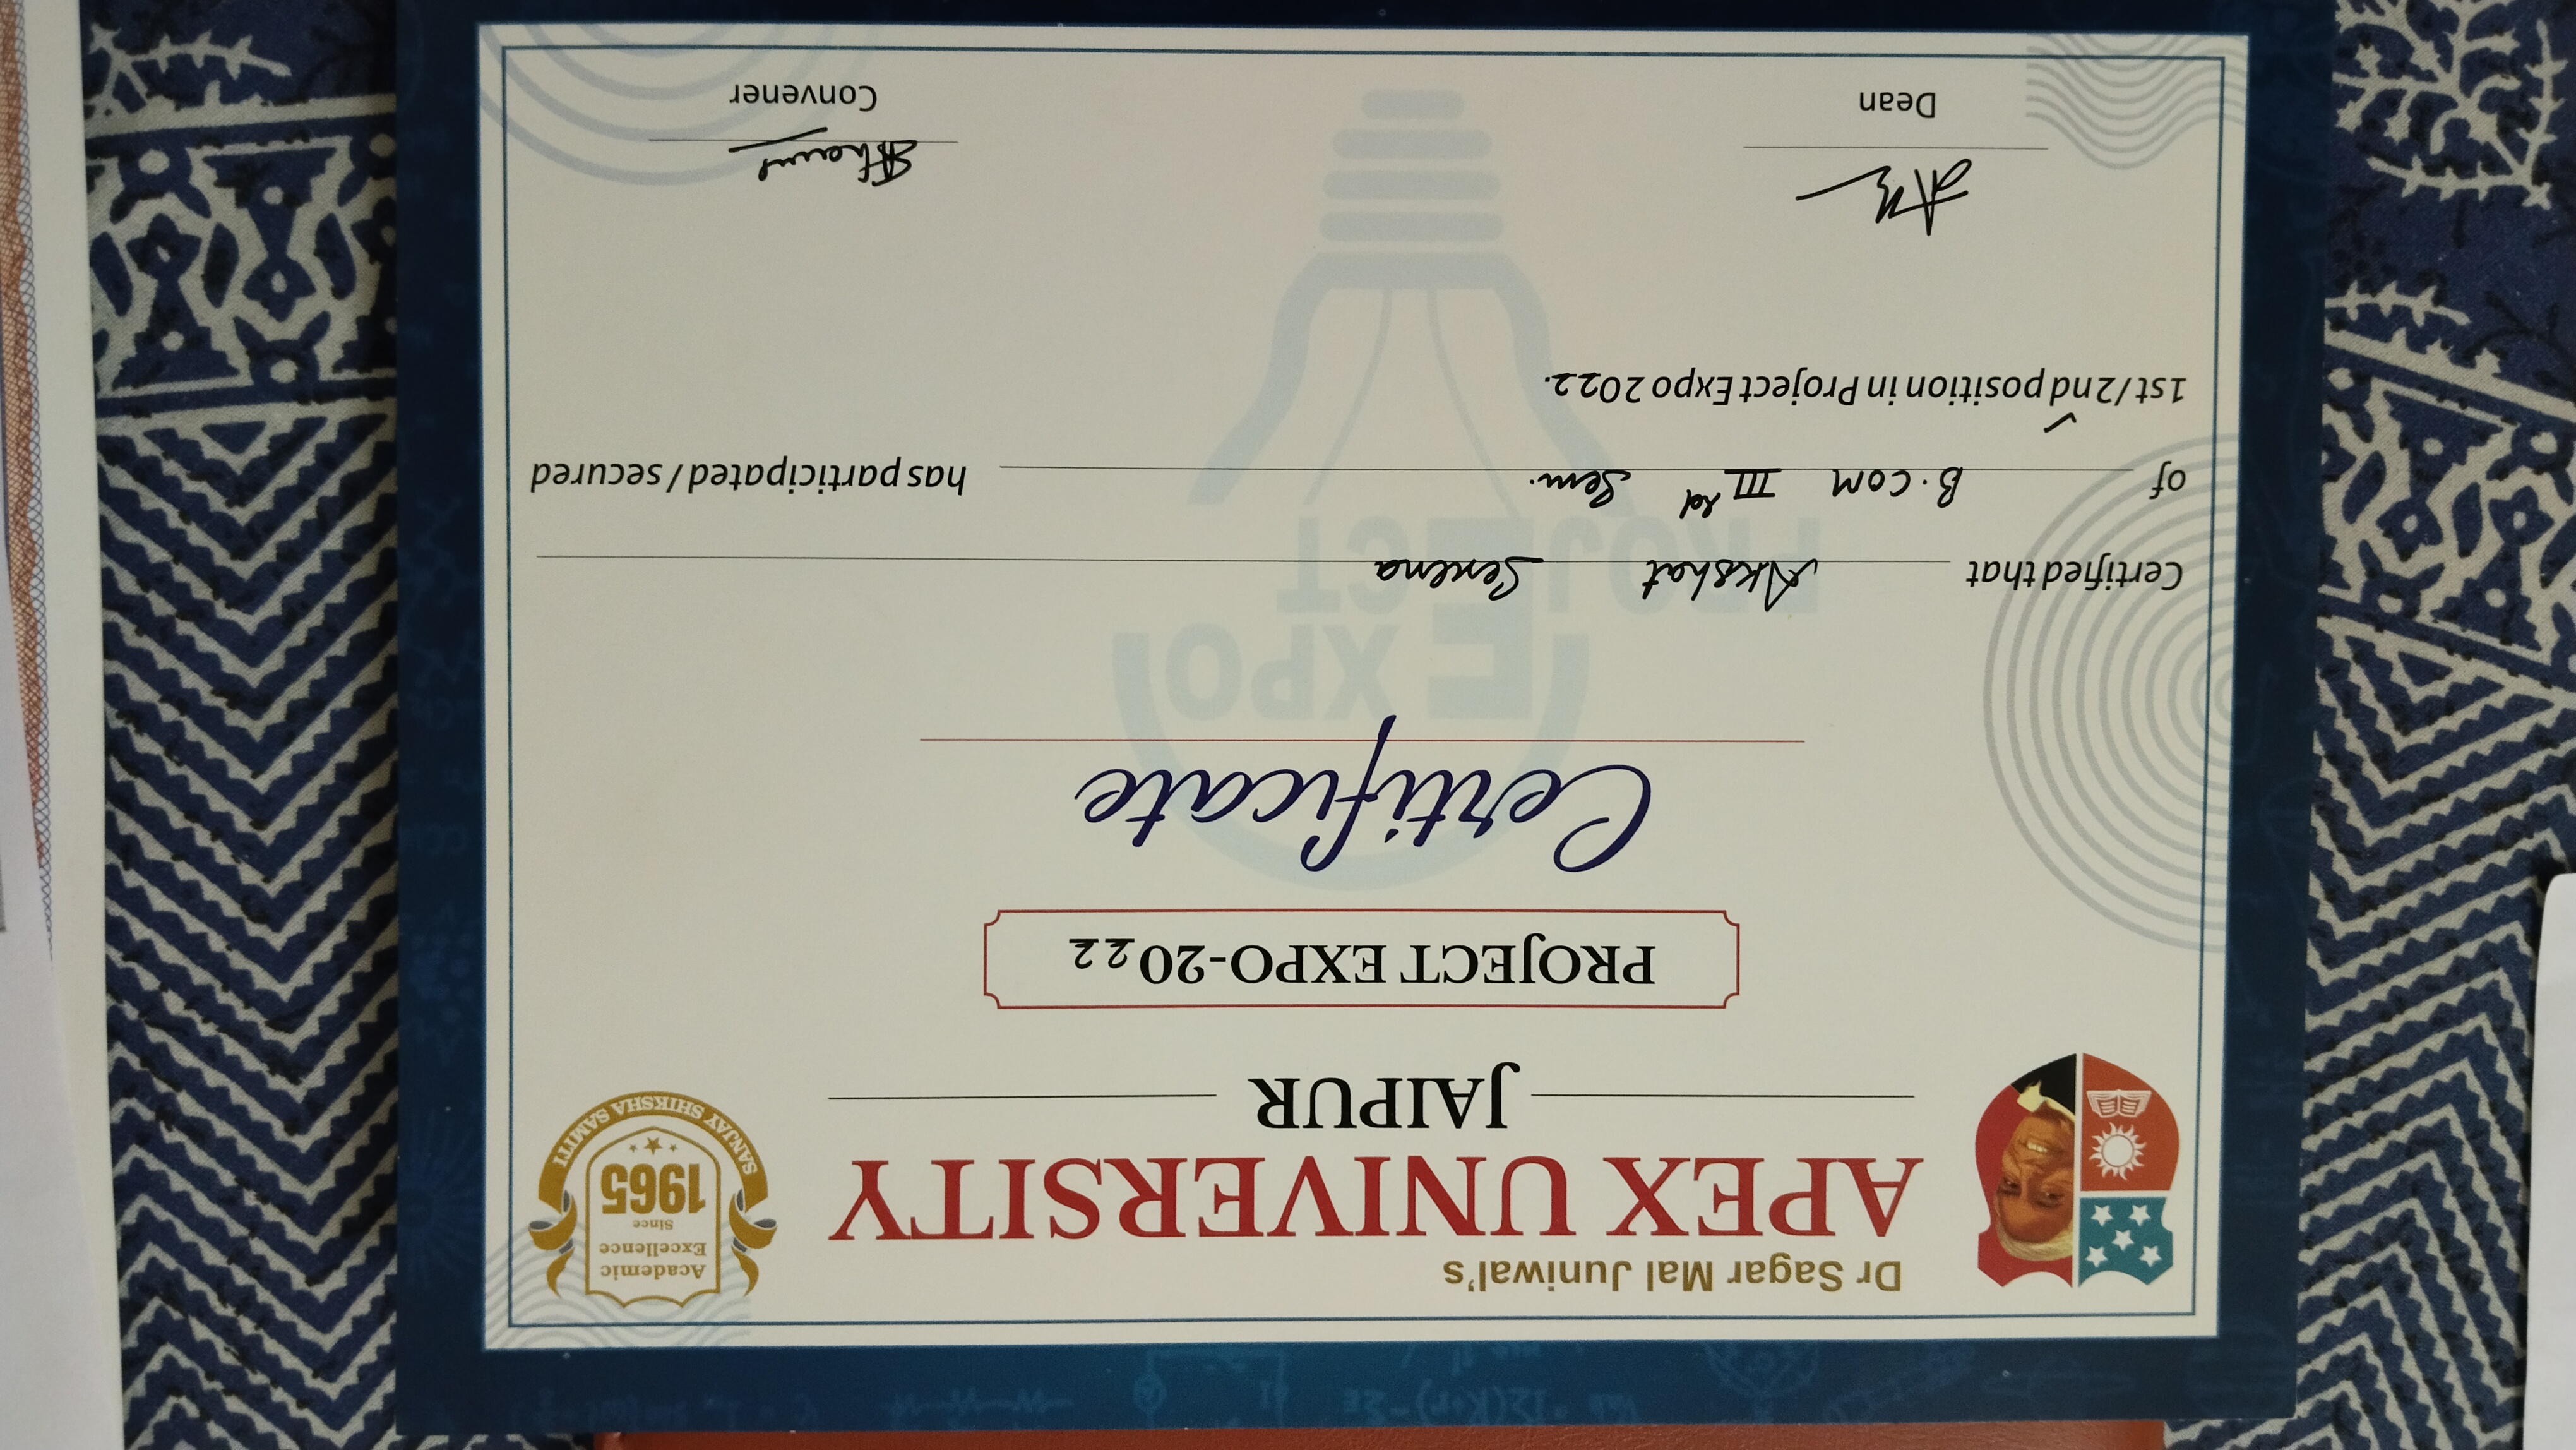 Dr Sagar Mal Juniwal's
APEX UNIVERSITY
JAIPUR
Academic
Excellence
Since
1965
SANJAY SHIKSHA SAMITI
PROJECT EXPO-2022
Certificate
EXPO
PROJECT
Certified that Akshat Sexena
of B.COM IIIrd Sem. has participated / secured
1st/2nd position in Project Expo 2022.
Dean
Convener